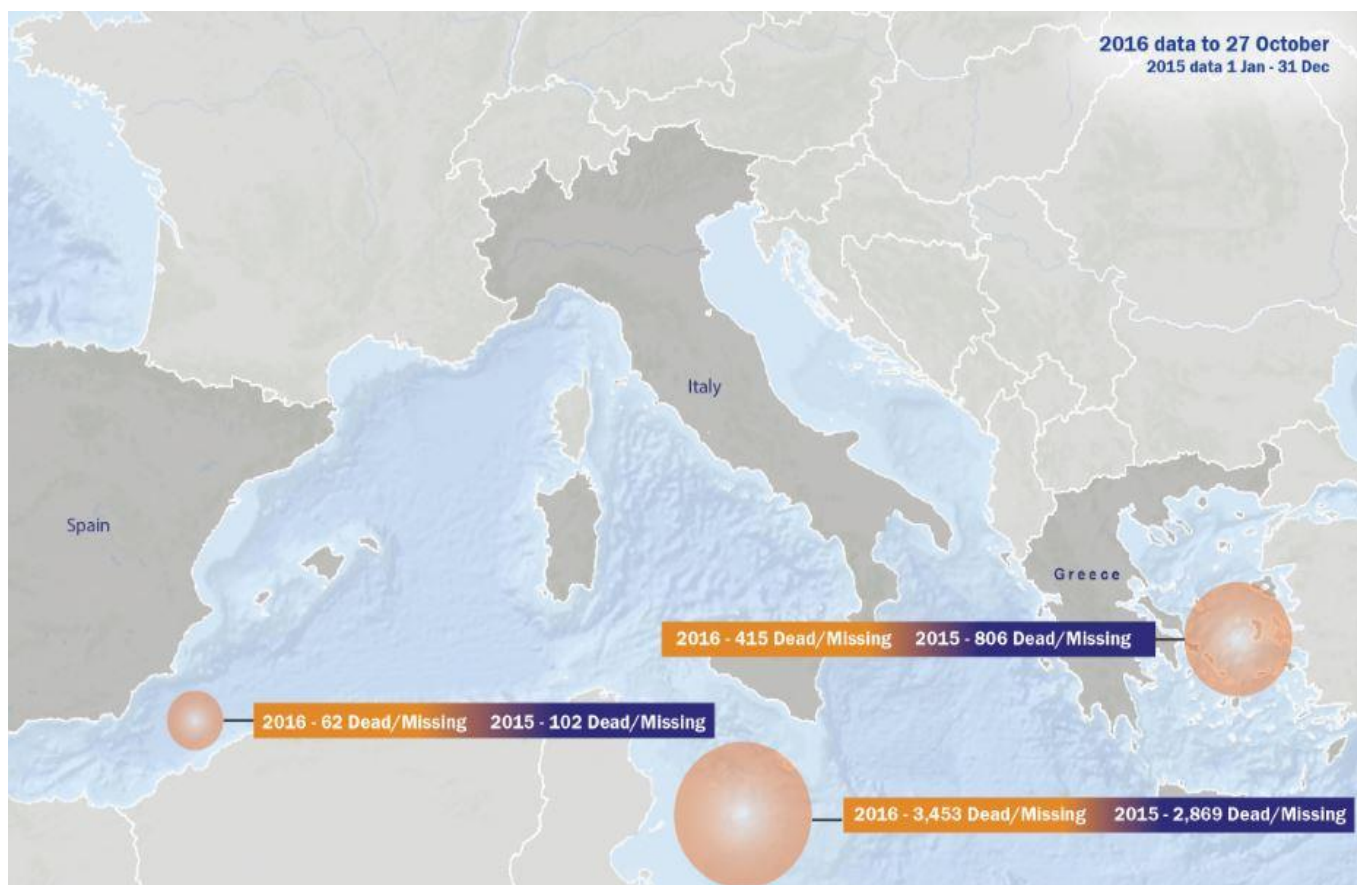 2016 data to 27 October
2015 data 1 Jan - 31 Dec
Italy
Spain
Greece
2016 - 415 Dead/Missing 2015 - 806 Dead/Missing
2016 - 62 Dead/Missing 2015 - 102 Dead/Missing
2016 - 3,453 Dead/Missing 2015 - 2,869 Dead/Missing